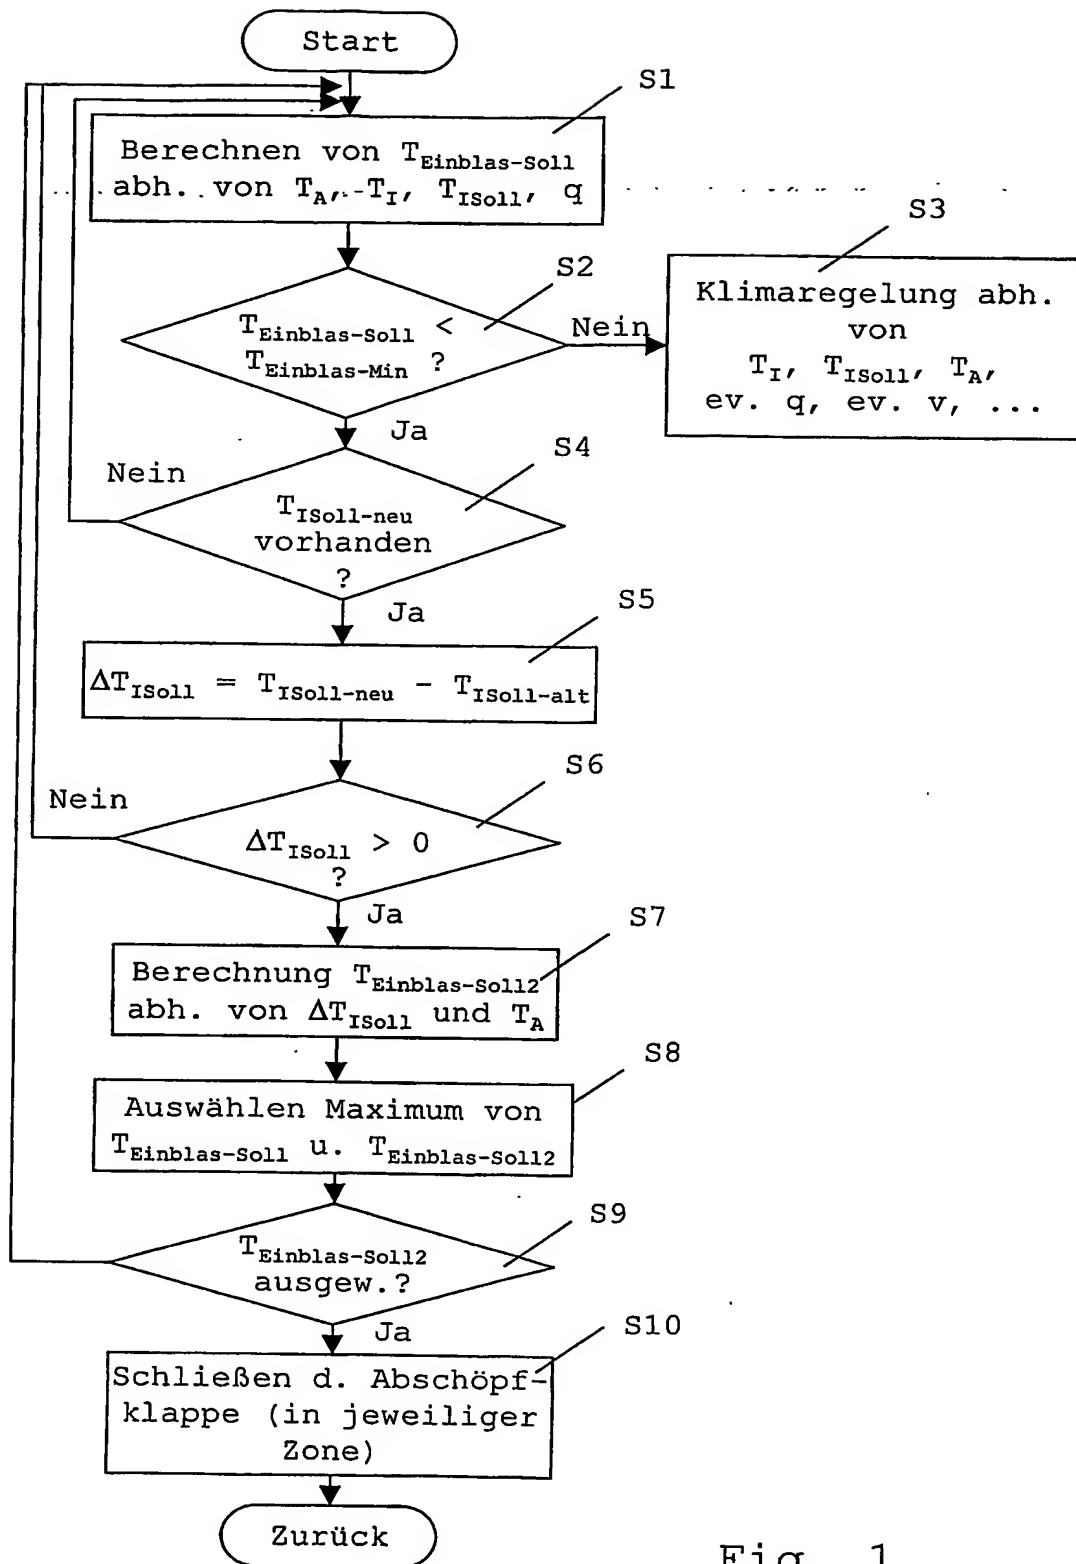 Start
S1
Berechnen von T_Einblas-Soll
abh. von T_A, T_I, T_ISoll, q
S2
T_Einblas-Soll <
T_Einblas-Min ?
Nein
S3
Klimaregelung abh.
von
T_I, T_ISoll, T_A,
ev. q, ev. v, ...
Ja
S4
Nein
T_ISoll-neu
vorhanden
?
Ja
S5
ΔT_ISoll = T_ISoll-neu - T_ISoll-alt
S6
Nein
ΔT_ISoll > 0
?
Ja
S7
Berechnung T_Einblas-Soll2
abh. von ΔT_ISoll und T_A
S8
Auswählen Maximum von
T_Einblas-Soll u. T_Einblas-Soll2
S9
T_Einblas-Soll2
ausgew.?
Ja
S10
Schließen d. Abschöpf-
klappe (in jeweiliger
Zone)
Zurück
Fig. 1